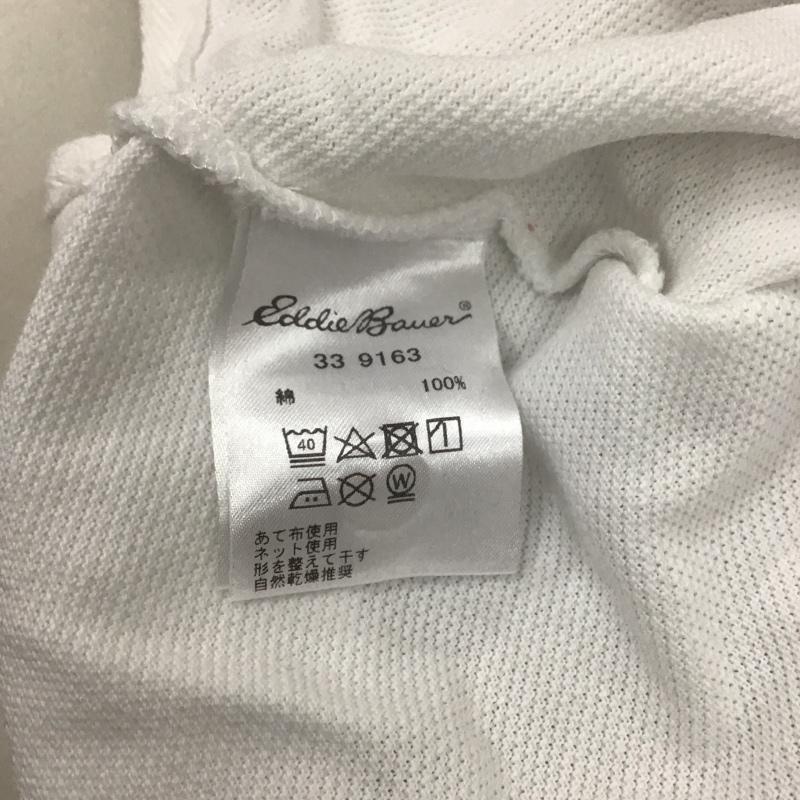 Eddie Bauer®
33 9163
綿 100%
40
W
あて布使用
ネット使用
形を整えて干す
自然乾燥推奨